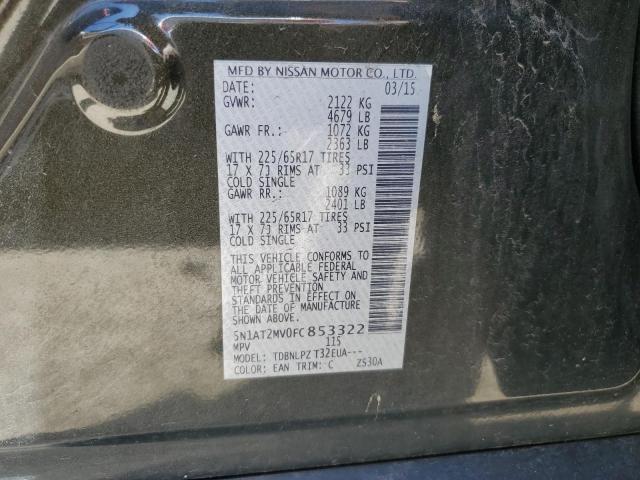 MFD BY NISSAN MOTOR CO., LTD.
DATE: 03/15
GVWR: 2122 KG
4679 LB
GAWR FR.: 1072 KG
2363 LB
WITH 225/65R17 TIRES
17 X 7J RIMS AT 33 PSI
COLD SINGLE
GAWR RR.: 1089 KG
2401 LB
WITH 225/65R17 TIRES
17 X 7J RIMS AT 33 PSI
COLD SINGLE
THIS VEHICLE CONFORMS TO
ALL APPLICABLE FEDERAL
MOTOR VEHICLE SAFETY AND
THEFT PREVENTION
STANDARDS IN EFFECT ON
THE DATE OF MANUFACTURE
SHOWN ABOVE.
5N1AT2MV0FC853322
MPV 115
MODEL: TDBNLPZ T32EUA---
COLOR: EAN TRIM: C ZS30A